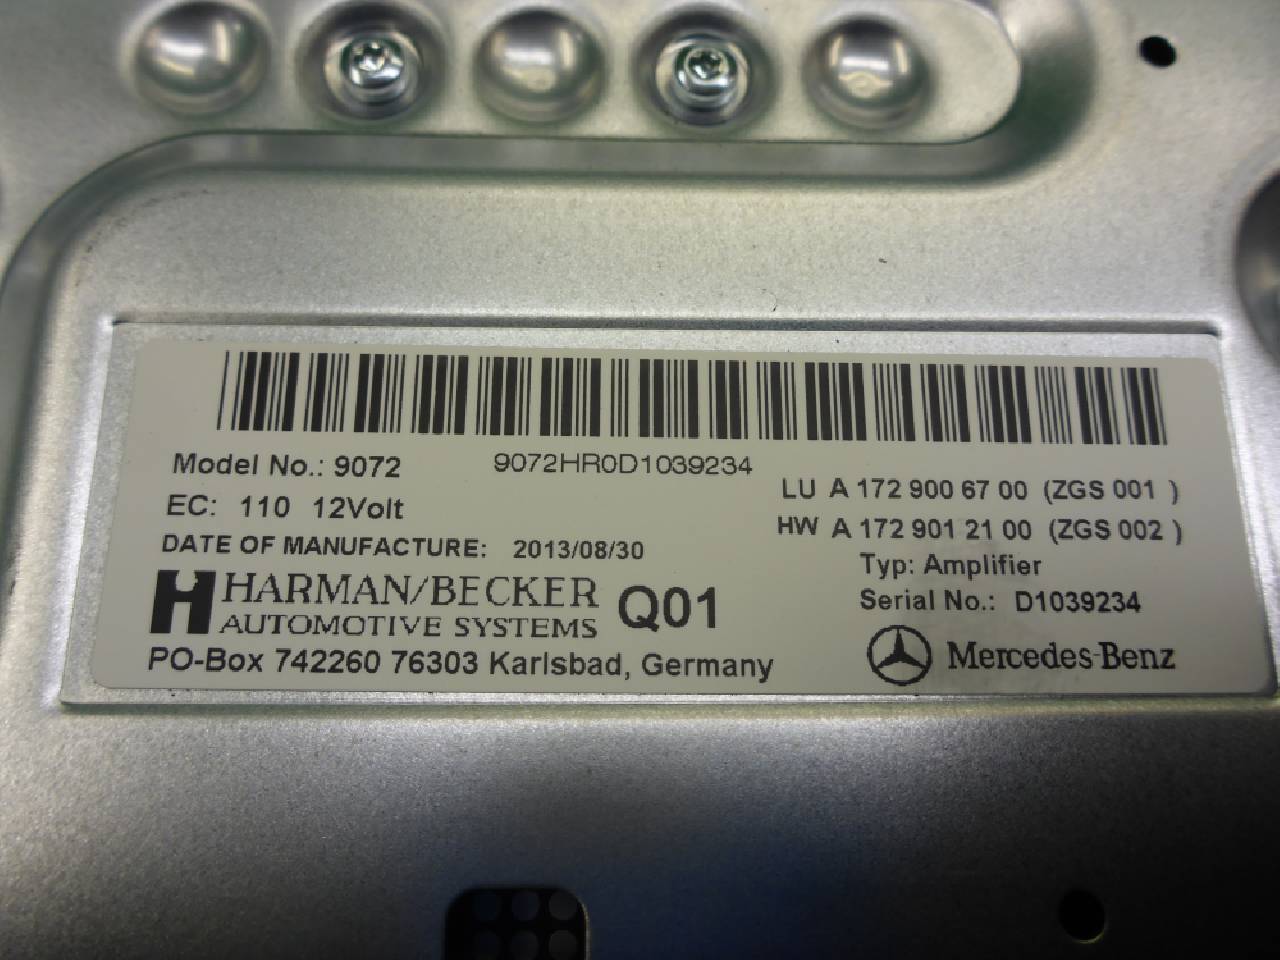 Model No.: 9072
9072HR0D1039234
EC: 110 12Volt
LU A 172 900 67 00 (ZGS 001 )
HW A 172 901 21 00 (ZGS 002 )
DATE OF MANUFACTURE: 2013/08/30
Typ: Amplifier
Serial No.: D1039234
H HARMAN/BECKER
AUTOMOTIVE SYSTEMS
Q01
Mercedes-Benz
PO-Box 742260 76303 Karlsbad, Germany